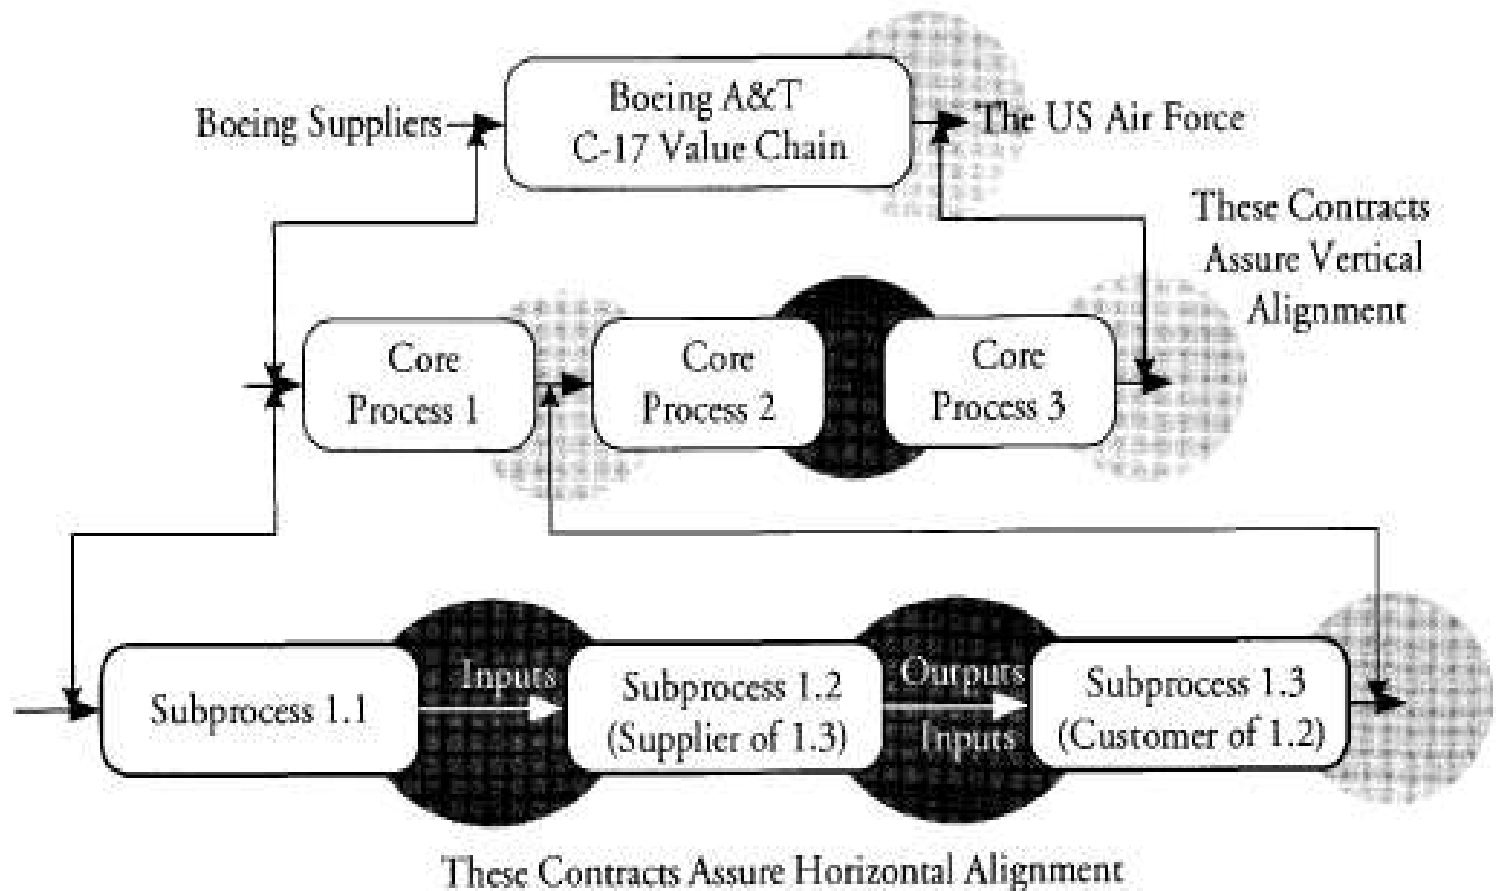 Boeing A&T
C-17 Value Chain
Boeing Suppliers
The US Air Force
These Contracts
Assure Vertical
Alignment
Core
Process 1
Core
Process 2
Core
Process 3
Subprocess 1.1
Inputs
Subprocess 1.2
(Supplier of 1.3)
Outputs
Inputs
Subprocess 1.3
(Customer of 1.2)
These Contracts Assure Horizontal Alignment